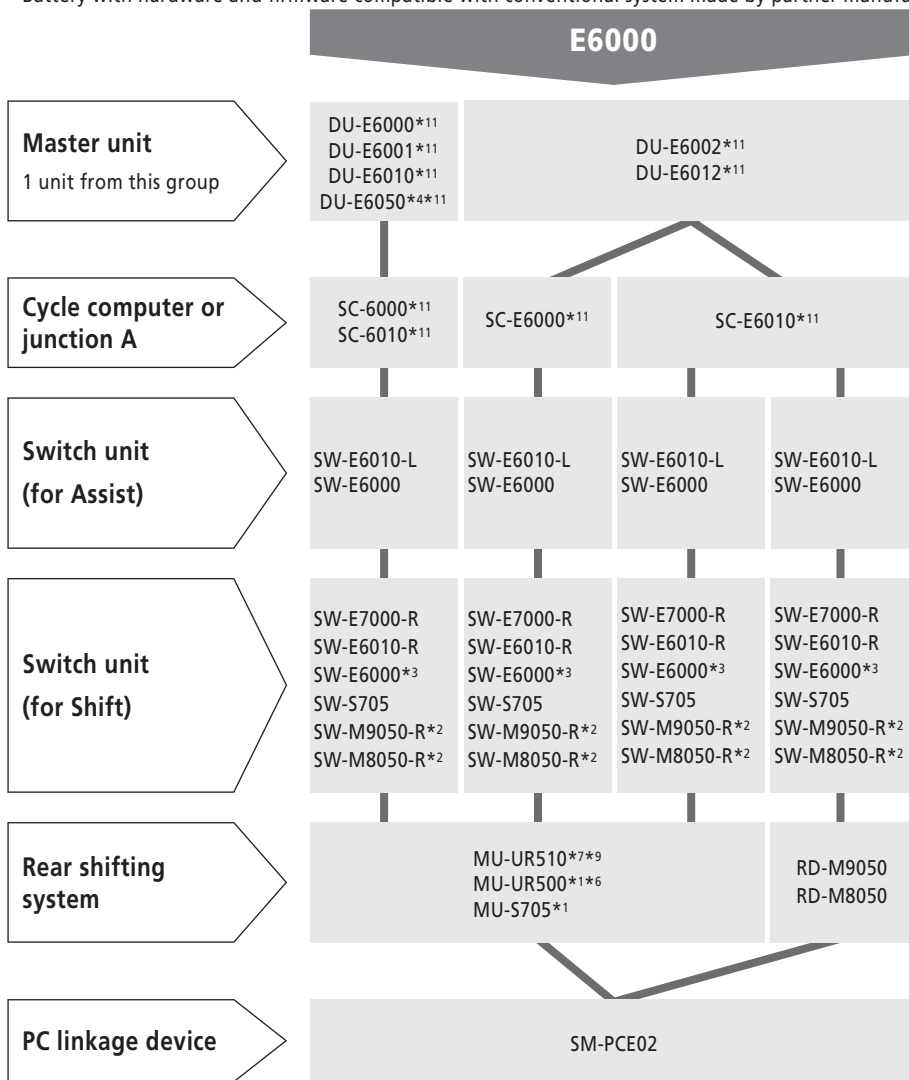 Battery with hardware and firmware compatible with conventional system made by partner manufa
E6000
Master unit
1 unit from this group
DU-E6000*11
DU-E6001*11
DU-E6010*11
DU-E6050*4*11
DU-E6002*11
DU-E6012*11
Cycle computer or
junction A
SC-6000*11
SC-6010*11
SC-E6000*11
SC-E6010*11
Switch unit
(for Assist)
SW-E6010-L
SW-E6000
SW-E6010-L
SW-E6000
SW-E6010-L
SW-E6000
SW-E6010-L
SW-E6000
Switch unit
(for Shift)
SW-E7000-R
SW-E6010-R
SW-E6000*3
SW-S705
SW-M9050-R*2
SW-M8050-R*2
SW-E7000-R
SW-E6010-R
SW-E6000*3
SW-S705
SW-M9050-R*2
SW-M8050-R*2
SW-E7000-R
SW-E6010-R
SW-E6000*3
SW-S705
SW-M9050-R*2
SW-M8050-R*2
SW-E7000-R
SW-E6010-R
SW-E6000*3
SW-S705
SW-M9050-R*2
SW-M8050-R*2
Rear shifting
system
MU-UR510*7*9
MU-UR500*1*6
MU-S705*1
RD-M9050
RD-M8050
PC linkage device
SM-PCE02